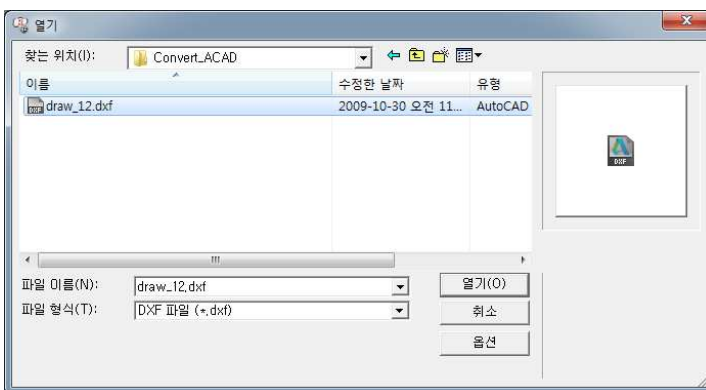 열기
찾는 위치(I): Convert_ACAD
이름 수정한 날짜 유형
draw_12.dxf 2009-10-30 오전 11... AutoCAD
DXF
파일 이름(N): draw_12.dxf 열기(O)
파일 형식(T): DXF 파일 (*.dxf) 취소
옵션